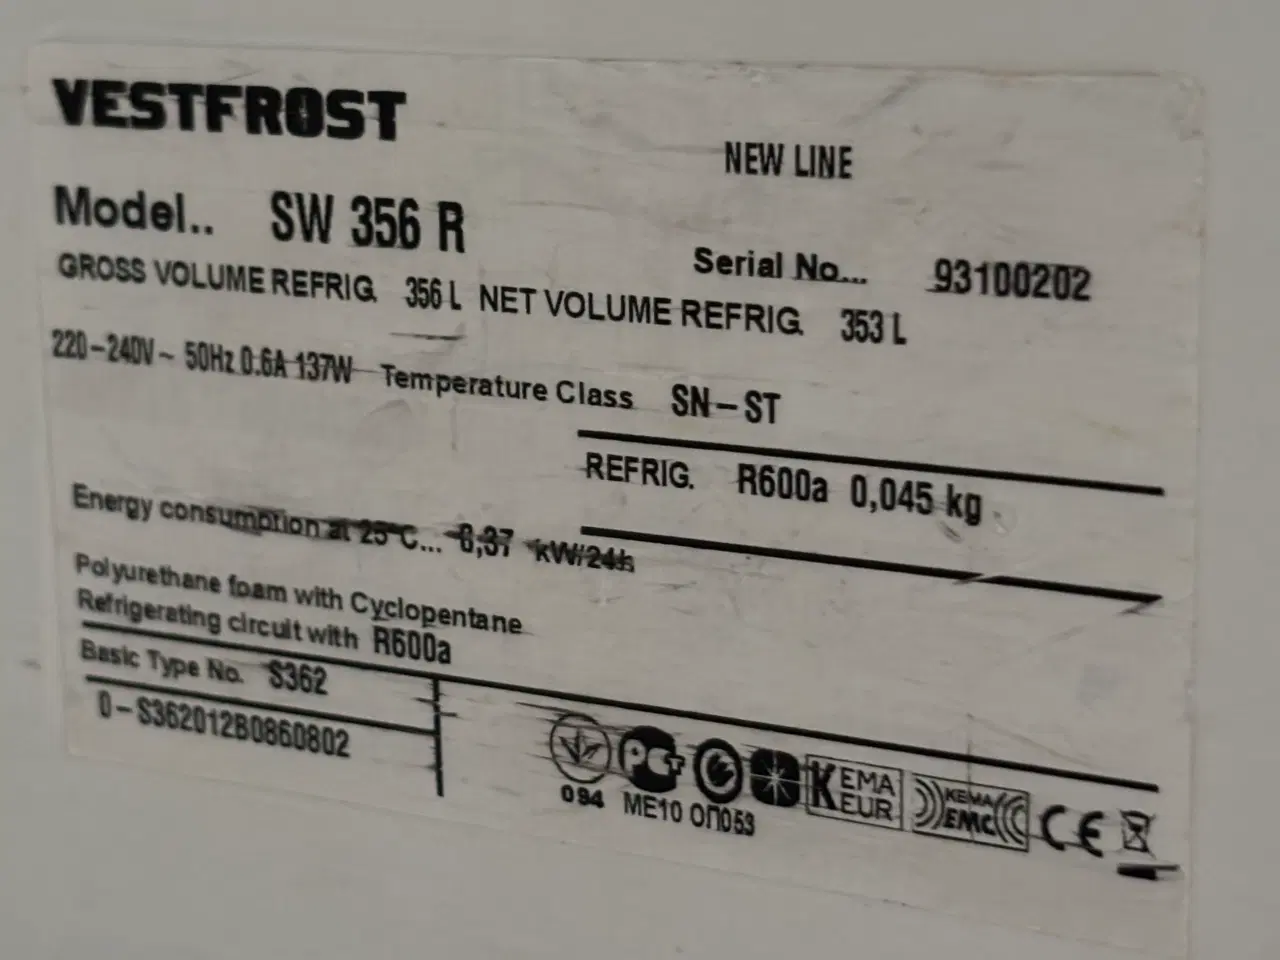 VESTFROST
NEW LINE
Model.. SW 356 R
Serial No... 93100202
GROSS VOLUME REFRIG. 356 L NET VOLUME REFRIG. 353 L
220-240V~ 50Hz 0.6A 137W Temperature Class SN-ST
REFRIG. R600a 0,045 kg
Energy consumption at 25°C... 0,37 kW/24h
Polyurethane foam with Cyclopentane
Refrigerating circuit with R600a
Basic Type No. S362
0-S362012B0860802
PCT KEMA EUR KEMA EMC CE
094 ME10 ОП053